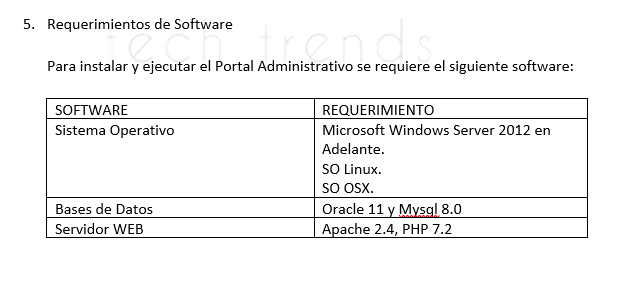 5. Requerimientos de Software
tech trends
Para instalar y ejecutar el Portal Administrativo se requiere el siguiente software:
SOFTWARE REQUERIMIENTO
Sistema Operativo Microsoft Windows Server 2012 en
Adelante.
SO Linux.
SO OSX.
Bases de Datos Oracle 11 y Mysql 8.0
Servidor WEB Apache 2.4, PHP 7.2